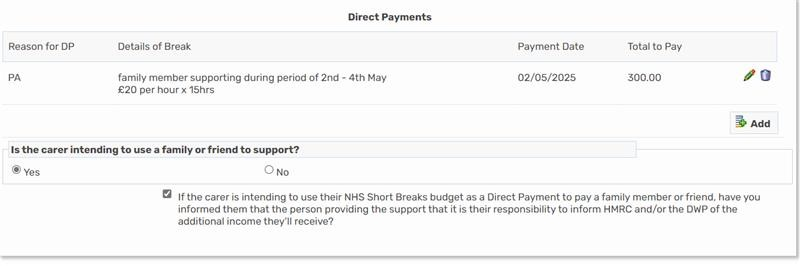 Direct Payments
Reason for DP Details of Break Payment Date Total to Pay
PA family member supporting during period of 2nd - 4th May 02/05/2025 300.00
£20 per hour x 15hrs
Add
Is the carer intending to use a family or friend to support?
Yes No
If the carer is intending to use their NHS Short Breaks budget as a Direct Payment to pay a family member or friend, have you
informed them that the person providing the support that it is their responsibility to inform HMRC and/or the DWP of the
additional income they'll receive?